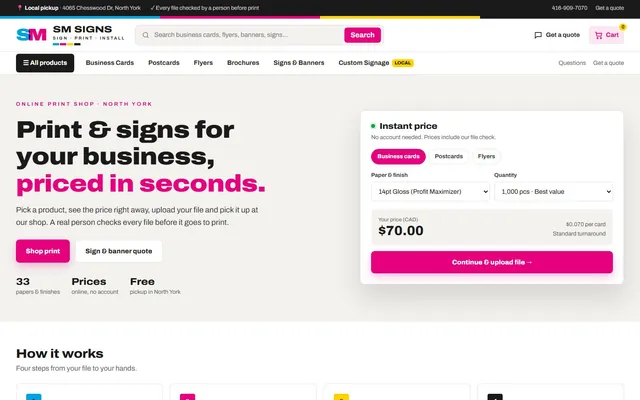 Local pickup · 4065 Chesswood Dr, North York
✓ Every file checked by a person before print
416-909-7070
Get a quote
SM
SM SIGNS
SIGN · PRINT · INSTALL
Search business cards, flyers, banners, signs...
Search
Get a quote
Cart
0
☰ All products
Business Cards
Postcards
Flyers
Brochures
Signs & Banners
Custom Signage
LOCAL
Questions
Get a quote
ONLINE PRINT SHOP · NORTH YORK
Print & signs for
your business,
priced in seconds.
Pick a product, see the price right away, upload your file and pick it up at
our shop. A real person checks every file before it goes to print.
Shop print
Sign & banner quote
33
papers & finishes
Prices
online, no account
Free
pickup in North York
Instant price
No account needed. Prices include our file check.
Business cards
Postcards
Flyers
Paper & finish
Quantity
14pt Gloss (Profit Maximizer)
1,000 pcs · Best value
Your price (CAD)
$70.00
$0.070 per card
Standard turnaround
Continue & upload file →
How it works
Four steps from your file to your hands.